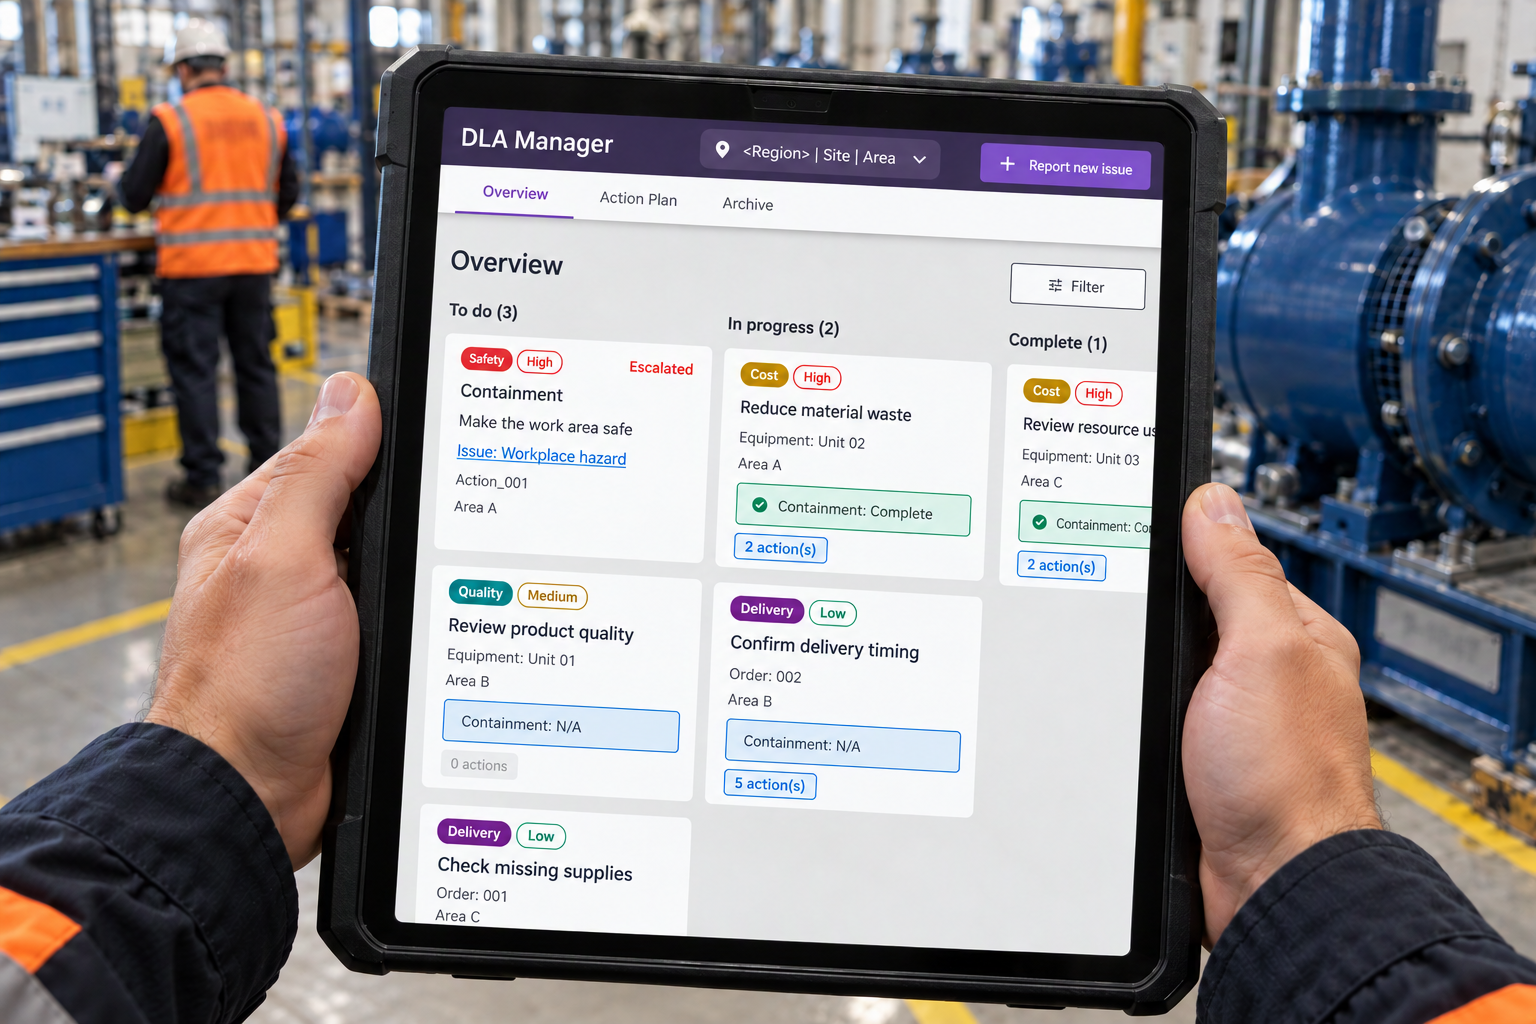 DLA Manager
<Region> | Site | Area
Report new issue
Overview
Action Plan
Archive
Overview
Filter
To do (3)
Safety
High
Escalated
Containment
Make the work area safe
Issue: Workplace hazard
Action_001
Area A
Quality
Medium
Review product quality
Equipment: Unit 01
Area B
Containment: N/A
0 actions
Delivery
Low
Check missing supplies
Order: 001
Area C
In progress (2)
Cost
High
Reduce material waste
Equipment: Unit 02
Area A
Containment: Complete
2 action(s)
Delivery
Low
Confirm delivery timing
Order: 002
Area B
Containment: N/A
5 action(s)
Complete (1)
Cost
High
Review resource us
Equipment: Unit 03
Area C
Containment: Co
2 action(s)